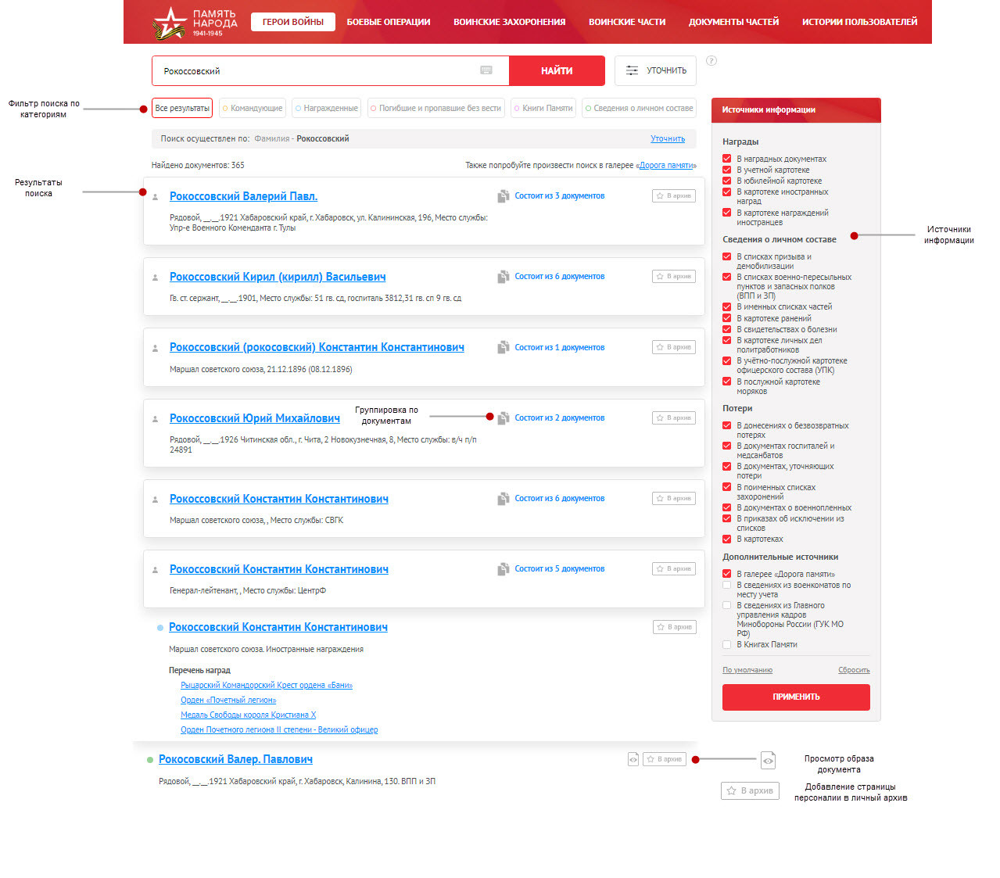 ПАМЯТЬ
НАРОДА
1941-1945
ГЕРОИ ВОЙНЫ
БОЕВЫЕ ОПЕРАЦИИ
ВОИНСКИЕ ЗАХОРОНЕНИЯ
ВОИНСКИЕ ЧАСТИ
ДОКУМЕНТЫ ЧАСТЕЙ
ИСТОРИИ ПОЛЬЗОВАТЕЛЕЙ
Рокоссовский
НАЙТИ
УТОЧНИТЬ
?
Фильтр поиска по
категориям
Все результаты
Командующие
Награжденные
Погибшие и пропавшие без вести
Книги Памяти
Сведения о личном составе
Поиск осуществлен по: Фамилия - Рокоссовский
Уточнить
Найдено документов: 365
Также попробуйте произвести поиск в галерее «Дорога памяти»
Результаты
поиска
Рокоссовский Валерий Павл.
Состоит из 3 документов
В архив
Рядовой, __.__.1921 Хабаровский край, г. Хабаровск, ул. Калининская, 196, Место службы:
Упр-е Военного Коменданта г. Тулы
Рокоссовский Кирил (кирилл) Васильевич
Состоит из 6 документов
В архив
Гв. ст. сержант, __.__.1901, Место службы: 51 гв. сд, госпиталь 3812,31 гв. сп 9 гв. сд
Рокоссовский (рокосовский) Константин Константинович
Состоит из 1 документов
В архив
Маршал советского союза, 21.12.1896 (08.12.1896)
Рокоссовский Юрий Михайлович
Группировка по
документам
Состоит из 2 документов
В архив
Рядовой, __.__.1926 Читинская обл., г. Чита, 2 Новокузнечная, 8, Место службы: в/ч п/п
24891
Рокоссовский Константин Константинович
Состоит из 6 документов
В архив
Маршал советского союза, , Место службы: СВГК
Рокоссовский Константин Константинович
Состоит из 5 документов
В архив
Генерал-лейтенант, , Место службы: ЦентрФ
Рокоссовский Константин Константинович
В архив
Маршал советского союза. Иностранные награждения
Перечень наград
Рыцарский Командорский Крест ордена «Бани»
Орден «Почетный легион»
Медаль Свободы короля Кристиана X
Орден Почетного легиона II степени - Великий офицер
Рокосовский Валер. Павлович
В архив
Рядовой, __.__.1921 Хабаровский край, г. Хабаровск, Калинина, 130. ВПП и ЗП
Источники информации
Награды
В наградных документах
В учетной картотеке
В юбилейной картотеке
В картотеке иностранных
наград
В картотеке награждений
иностранцев
Сведения о личном составе
В списках призыва и
демобилизации
В списках военно-пересыльных
пунктов и запасных полков
(ВПП и ЗП)
В именных списках частей
В картотеке ранений
В свидетельствах о болезни
В картотеке личных дел
политработников
В учётно-послужной картотеке
офицерского состава (УПК)
В послужной картотеке
моряков
Потери
В донесениях о безвозвратных
потерях
В документах госпиталей и
медсанбатов
В документах, уточняющих
потери
В поименных списках
захоронений
В документах о военнопленных
В приказах об исключении из
списков
В картотеках
Дополнительные источники
В галерее «Дорога памяти»
В сведениях из военкоматов по
месту учета
В сведениях из Главного
управления кадров
Минобороны России (ГУК МО
РФ)
В Книгах Памяти
По умолчанию
Сбросить
ПРИМЕНИТЬ
Источники
информации
Просмотр образа
документа
В архив
Добавление страницы
персоналии в личный архив